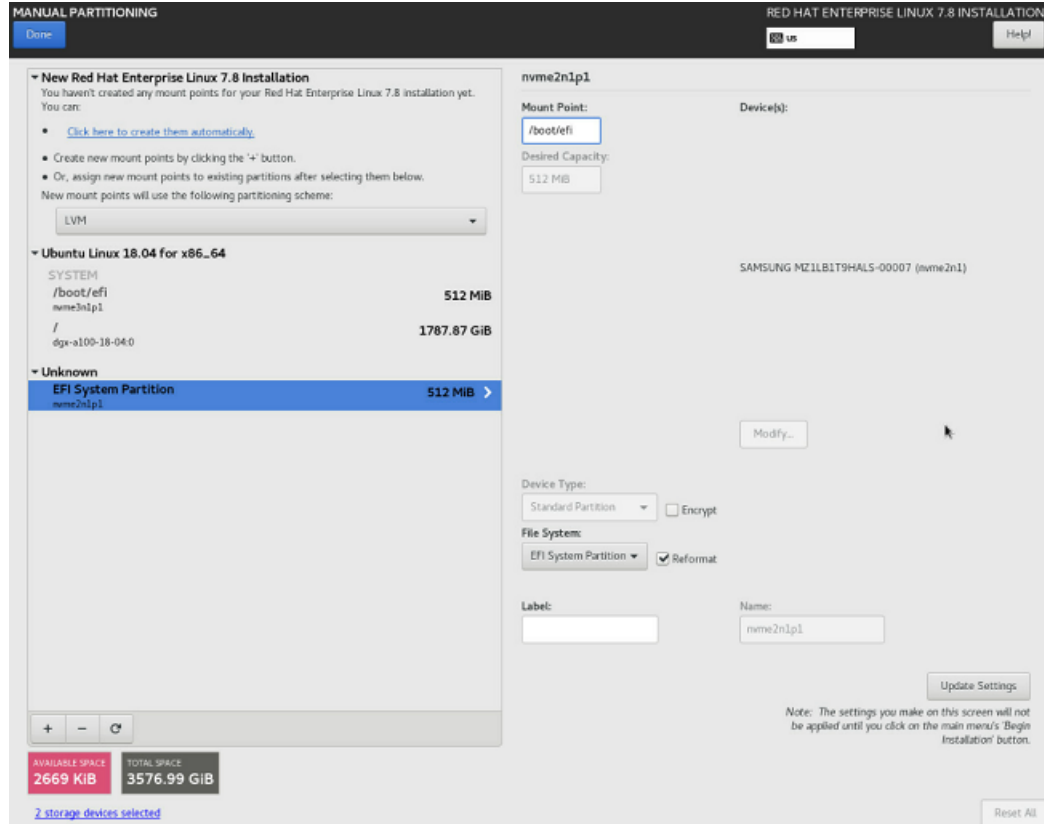 MANUAL PARTITIONING
RED HAT ENTERPRISE LINUX 7.8 INSTALLATION
Done
us
Help!
New Red Hat Enterprise Linux 7.8 Installation
You haven't created any mount points for your Red Hat Enterprise Linux 7.8 installation yet.
You can:
• Click here to create them automatically.
• Create new mount points by clicking the '+' button.
• Or, assign new mount points to existing partitions after selecting them below.
New mount points will use the following partitioning scheme:
LVM
Ubuntu Linux 18.04 for x86_64
SYSTEM
/boot/efi
512 MiB
nvme3n1p1
/
1787.87 GiB
dgx-a100-18-04:0
Unknown
EFI System Partition
512 MiB
nvme2n1p1
+ −
AVAILABLE SPACE
2669 KiB
TOTAL SPACE
3576.99 GiB
2 storage devices selected
nvme2n1p1
Mount Point:
/boot/efi
Desired Capacity:
512 MiB
Device(s):
SAMSUNG MZ1LB1T9HALS-00007 (nvme2n1)
Modify...
Device Type:
Standard Partition
Encrypt
File System:
EFI System Partition
Reformat
Label:
Name:
nvme2n1p1
Update Settings
Note: The settings you make on this screen will not
be applied until you click on the main menu's 'Begin
Installation' button.
Reset All